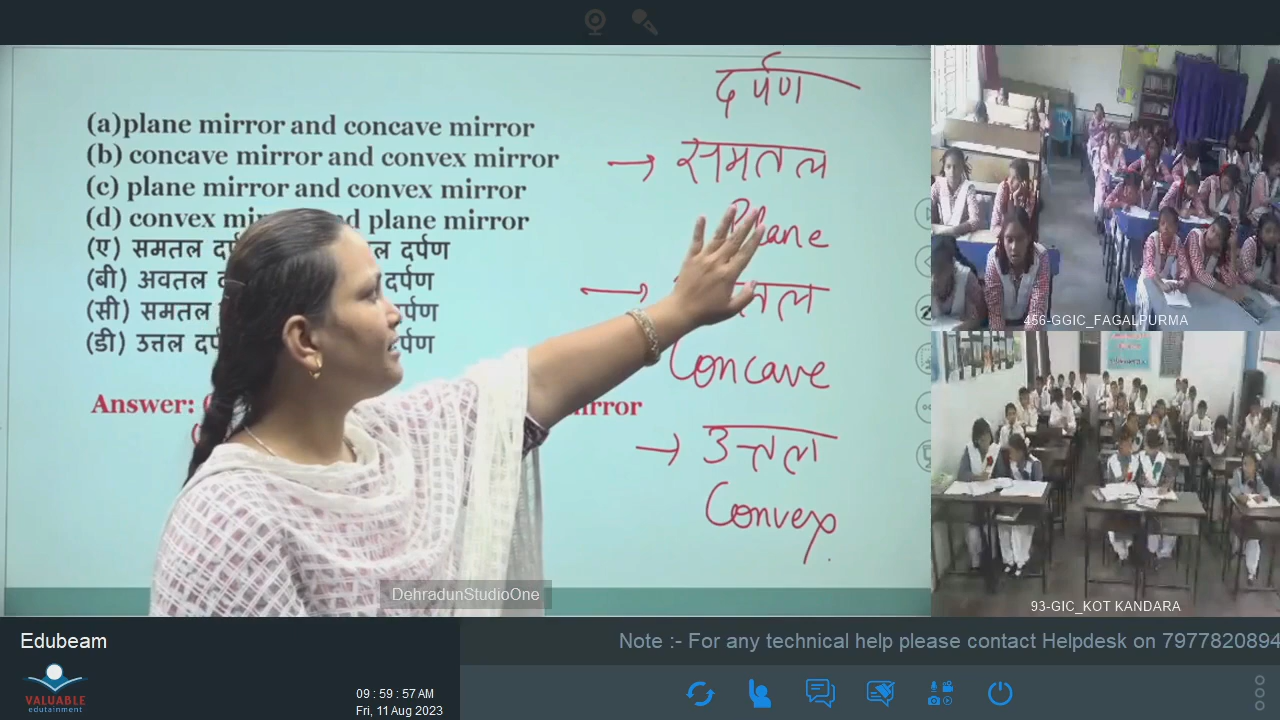 (a)plane mirror and concave mirror
(b) concave mirror and convex mirror
(c) plane mirror and convex mirror
(d) convex plane mirror
(ए) समतल दर्पण
(बी) अवतल दर्पण
(सी) समतल दर्पण
(डी) उत्तल दर्पण
Answer:
दर्पण
→ समतल
Plane
→
Concave
→ उत्तल
Convex
DehradunStudioOne
456-GGIC_FAGALPURMA
93-GIC_KOT KANDARA
Edubeam
Note :- For any technical help please contact Helpdesk on 7977820894
VALUABLE
edutainment
09 : 59 : 57 AM
Fri, 11 Aug 2023